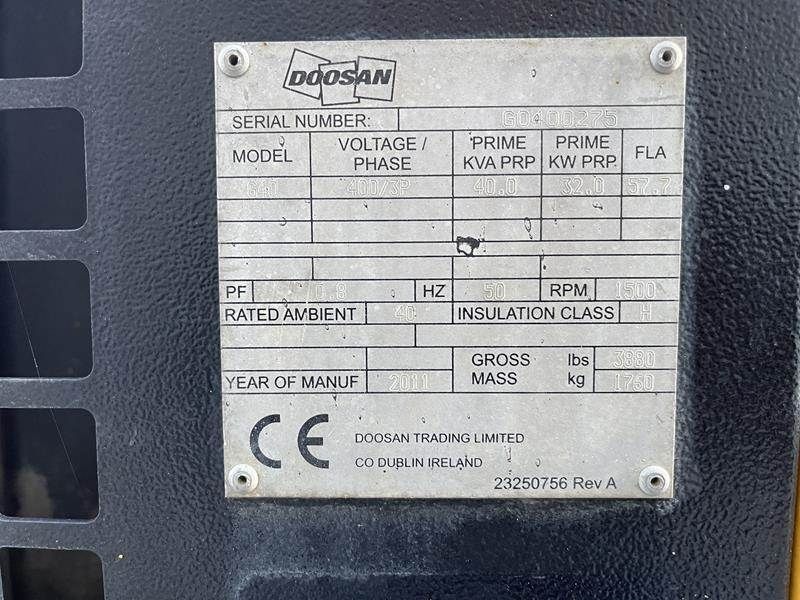 DOOSAN
SERIAL NUMBER: G0400275
MODEL VOLTAGE / PHASE PRIME KVA PRP PRIME KW PRP FLA
G40 400/3P 40.0 32.0 57.7
PF 0.8 HZ 50 RPM 1500
RATED AMBIENT 40 INSULATION CLASS H
GROSS MASS lbs 3880
YEAR OF MANUF 2011 kg 1760
CE
DOOSAN TRADING LIMITED
CO DUBLIN IRELAND
23250756 Rev A